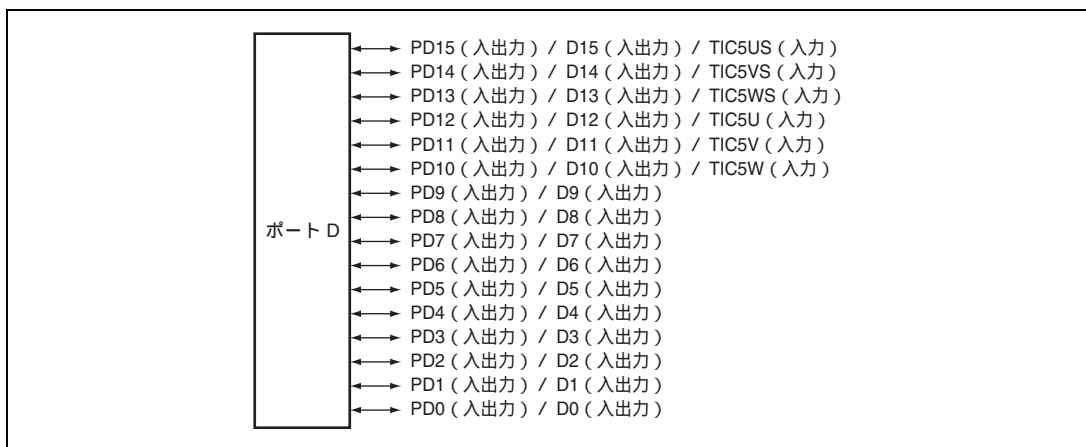 PD15(入出力)/ D15(入出力)/ TIC5US(入力)
PD14(入出力)/ D14(入出力)/ TIC5VS(入力)
PD13(入出力)/ D13(入出力)/ TIC5WS(入力)
PD12(入出力)/ D12(入出力)/ TIC5U(入力)
PD11(入出力)/ D11(入出力)/ TIC5V(入力)
PD10(入出力)/ D10(入出力)/ TIC5W(入力)
PD9(入出力)/ D9(入出力)
PD8(入出力)/ D8(入出力)
ポート D
PD7(入出力)/ D7(入出力)
PD6(入出力)/ D6(入出力)
PD5(入出力)/ D5(入出力)
PD4(入出力)/ D4(入出力)
PD3(入出力)/ D3(入出力)
PD2(入出力)/ D2(入出力)
PD1(入出力)/ D1(入出力)
PD0(入出力)/ D0(入出力)